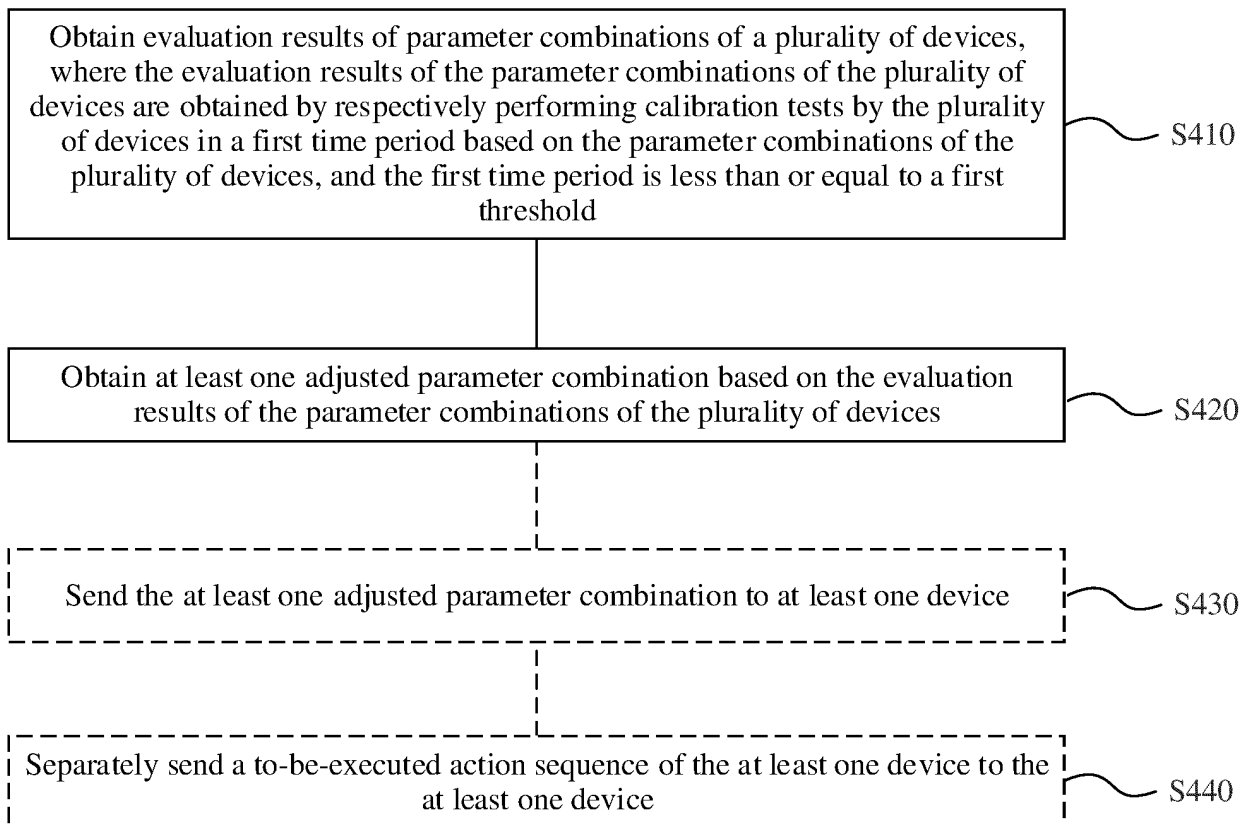 Obtain evaluation results of parameter combinations of a plurality of devices,
where the evaluation results of the parameter combinations of the plurality of
devices are obtained by respectively performing calibration tests by the plurality
of devices in a first time period based on the parameter combinations of the
plurality of devices, and the first time period is less than or equal to a first
threshold
S410
Obtain at least one adjusted parameter combination based on the evaluation
results of the parameter combinations of the plurality of devices
S420
Send the at least one adjusted parameter combination to at least one device
S430
Separately send a to-be-executed action sequence of the at least one device to the
at least one device
S440